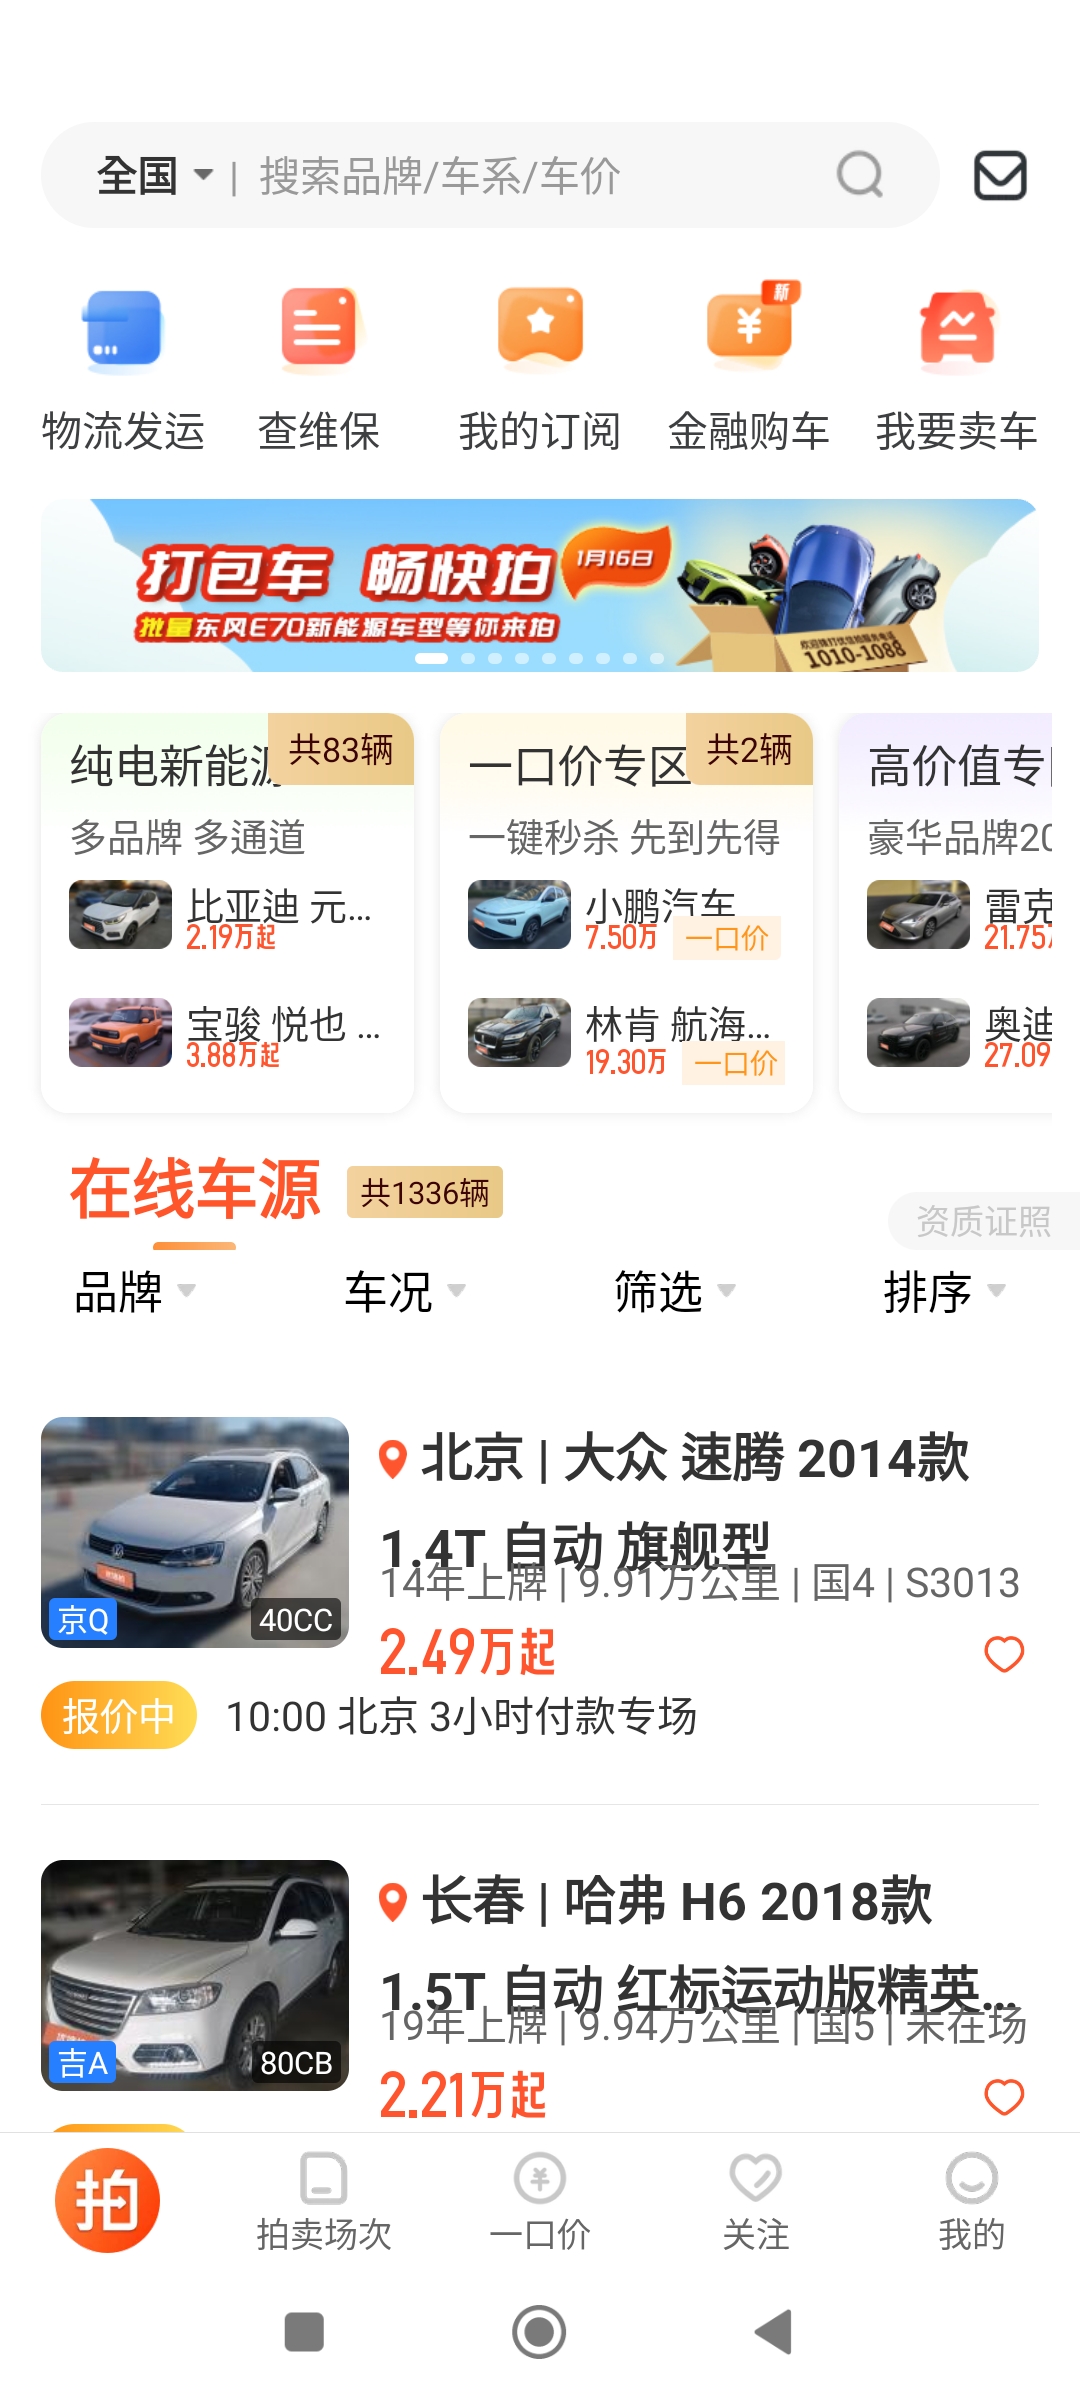 全国 | 搜索品牌/车系/车价
新
物流发运 查维保 我的订阅 金融购车 我要卖车
打包车 畅快拍 1月16日
批量东风E70新能源车型等你来拍
欢迎拨打优信拍服务电话
1010-1088
纯电新能源 共83辆
多品牌 多通道
比亚迪 元...
2.19万起
宝骏 悦也 ...
3.88万起
一口价专区 共2辆
一键秒杀 先到先得
小鹏汽车
7.50万 一口价
林肯 航海...
19.30万 一口价
高价值专
豪华品牌20
雷克
21.75
奥迪
27.09
在线车源 共1336辆
资质证照
品牌 车况 筛选 排序
北京 | 大众 速腾 2014款
1.4T 自动 旗舰型
14年上牌 | 9.91万公里 | 国4 | S3013
京Q 40CC
2.49万起
报价中 10:00 北京 3小时付款专场
长春 | 哈弗 H6 2018款
1.5T 自动 红标运动版精英...
19年上牌 | 9.94万公里 | 国5 | 未在场
吉A 80CB
2.21万起
拍 拍卖场次 一口价 关注 我的